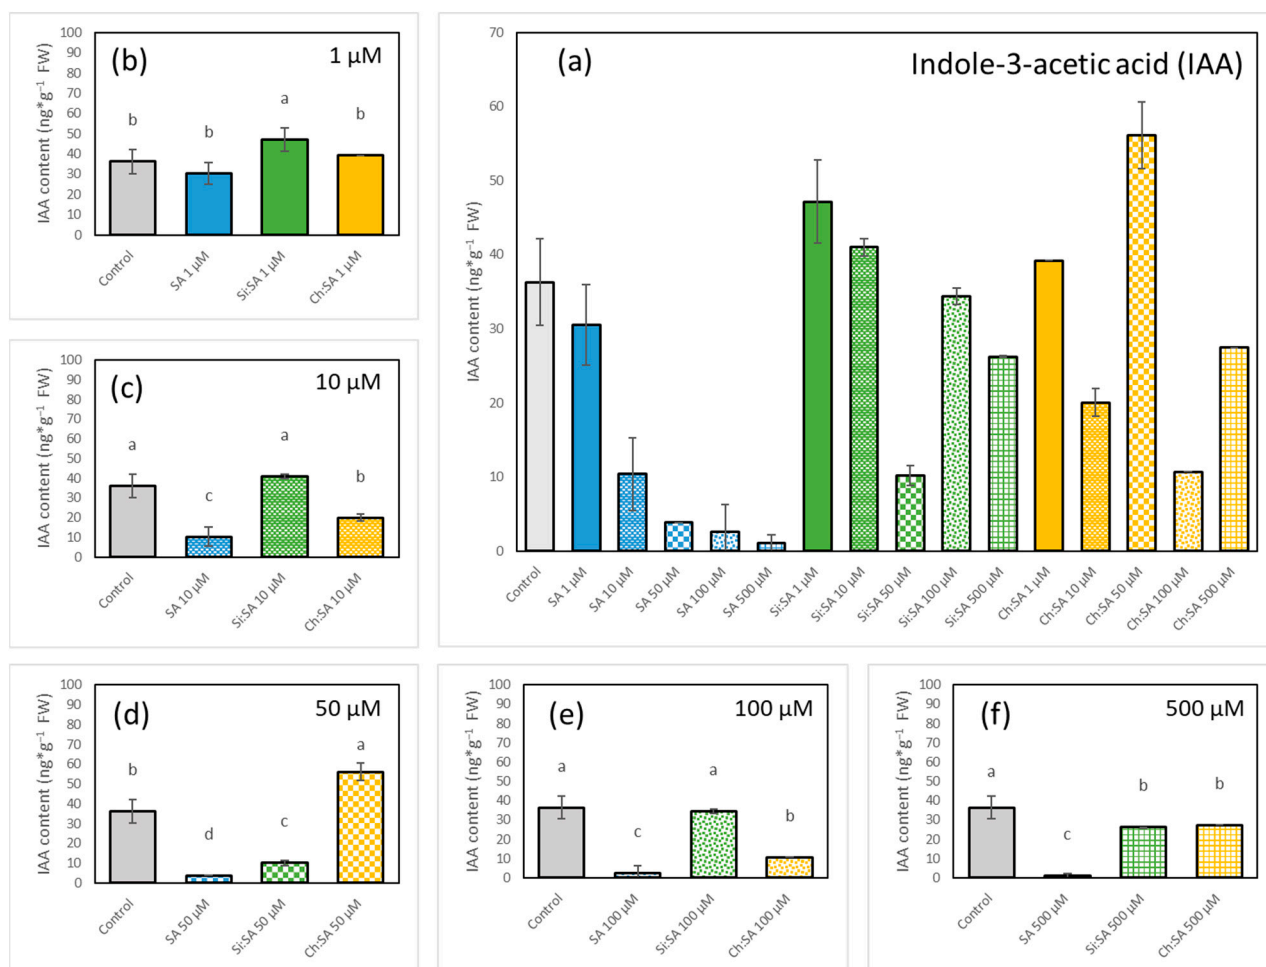 (b)
1 µM
IAA content (ng*g⁻¹ FW)
100
90
80
70
60
50
40
30
20
10
0
b
b
a
b
Control
SA 1 µM
Si:SA 1 µM
Ch:SA 1 µM
(a)
Indole-3-acetic acid (IAA)
IAA content (ng*g⁻¹ FW)
70
60
50
40
30
20
10
0
Control
SA 1 µM
SA 10 µM
SA 50 µM
SA 100 µM
SA 500 µM
Si:SA 1 µM
Si:SA 10 µM
Si:SA 50 µM
Si:SA 100 µM
Si:SA 500 µM
Ch:SA 1 µM
Ch:SA 10 µM
Ch:SA 50 µM
Ch:SA 100 µM
Ch:SA 500 µM
(c)
10 µM
IAA content (ng*g⁻¹ FW)
100
90
80
70
60
50
40
30
20
10
0
a
c
a
b
Control
SA 10 µM
Si:SA 10 µM
Ch:SA 10 µM
(d)
50 µM
IAA content (ng*g⁻¹ FW)
100
90
80
70
60
50
40
30
20
10
0
b
d
c
a
Control
SA 50 µM
Si:SA 50 µM
Ch:SA 50 µM
(e)
100 µM
IAA content (ng*g⁻¹ FW)
100
90
80
70
60
50
40
30
20
10
0
a
c
a
b
Control
SA 100 µM
Si:SA 100 µM
Ch:SA 100 µM
(f)
500 µM
IAA content (ng*g⁻¹ FW)
100
90
80
70
60
50
40
30
20
10
0
a
c
b
b
Control
SA 500 µM
Si:SA 500 µM
Ch:SA 500 µM